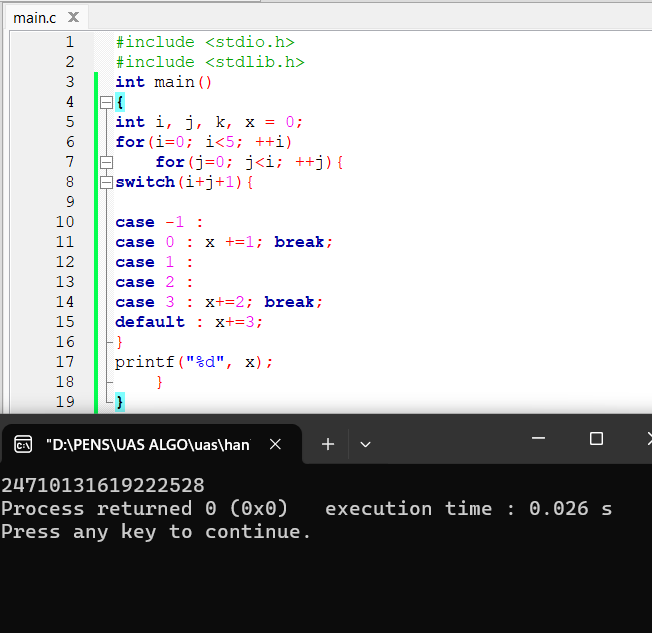 main.c X
1 #include <stdio.h>
2 #include <stdlib.h>
3 int main()
4 {
5 int i, j, k, x = 0;
6 for(i=0; i<5; ++i)
7     for(j=0; j<i; ++j){
8 switch(i+j+1){
9
10 case -1 :
11 case 0 : x +=1; break;
12 case 1 :
13 case 2 :
14 case 3 : x+=2; break;
15 default : x+=3;
16 }
17 printf("%d", x);
18     }
19 }
"D:\PENS\UAS ALGO\uas\han
24710131619222528
Process returned 0 (0x0)   execution time : 0.026 s
Press any key to continue.